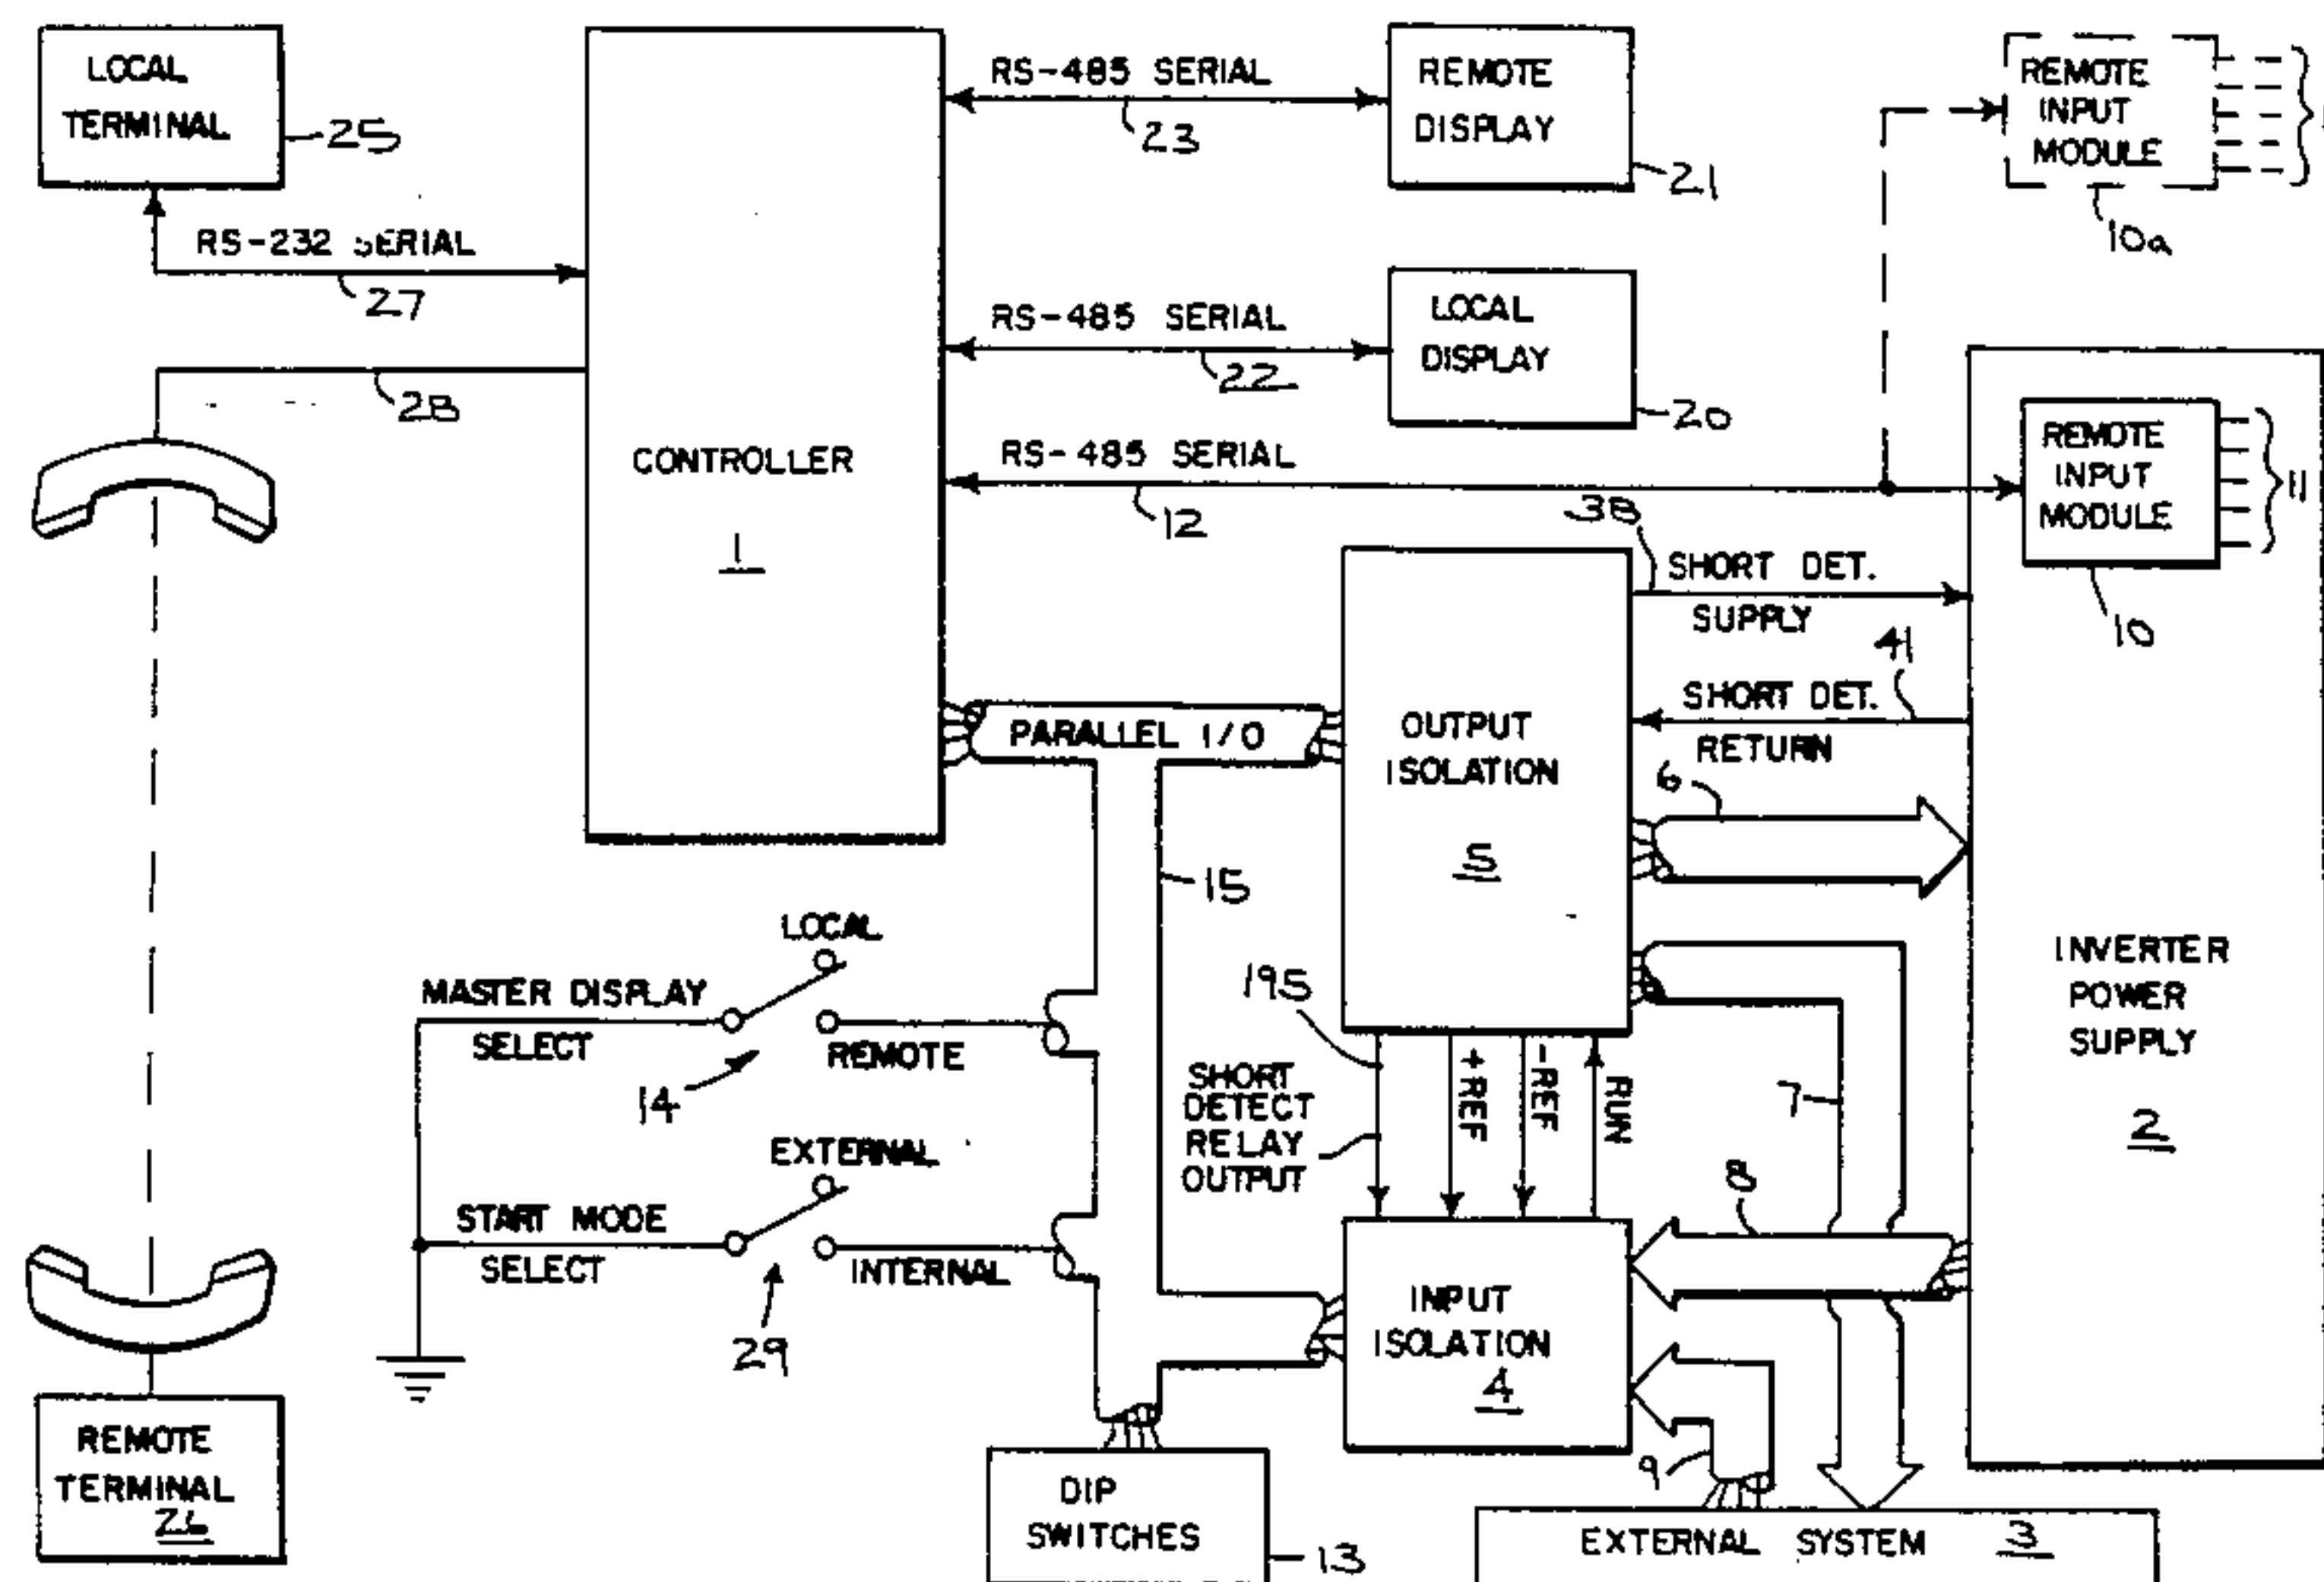 LOCAL
TERMINAL
25
RS-232 SERIAL
27
28
CONTROLLER
1
RS-485 SERIAL
23
REMOTE
DISPLAY
21
RS-485 SERIAL
22
LOCAL
DISPLAY
20
RS-485 SERIAL
12
REMOTE
INPUT
MODULE
10a
REMOTE
INPUT
MODULE
11
10
38
SHORT DET.
SUPPLY
41
SHORT DET.
RETURN
PARALLEL I/O
OUTPUT
ISOLATION
5
6
15
INVERTER
POWER
SUPPLY
2
LOCAL
MASTER DISPLAY
SELECT
REMOTE
14
EXTERNAL
START MODE
SELECT
INTERNAL
29
195
SHORT
DETECT
RELAY
OUTPUT
+REF
-REF
RUN
7
8
INPUT
ISOLATION
4
9
REMOTE
TERMINAL
26
DIP
SWITCHES
13
EXTERNAL SYSTEM 3